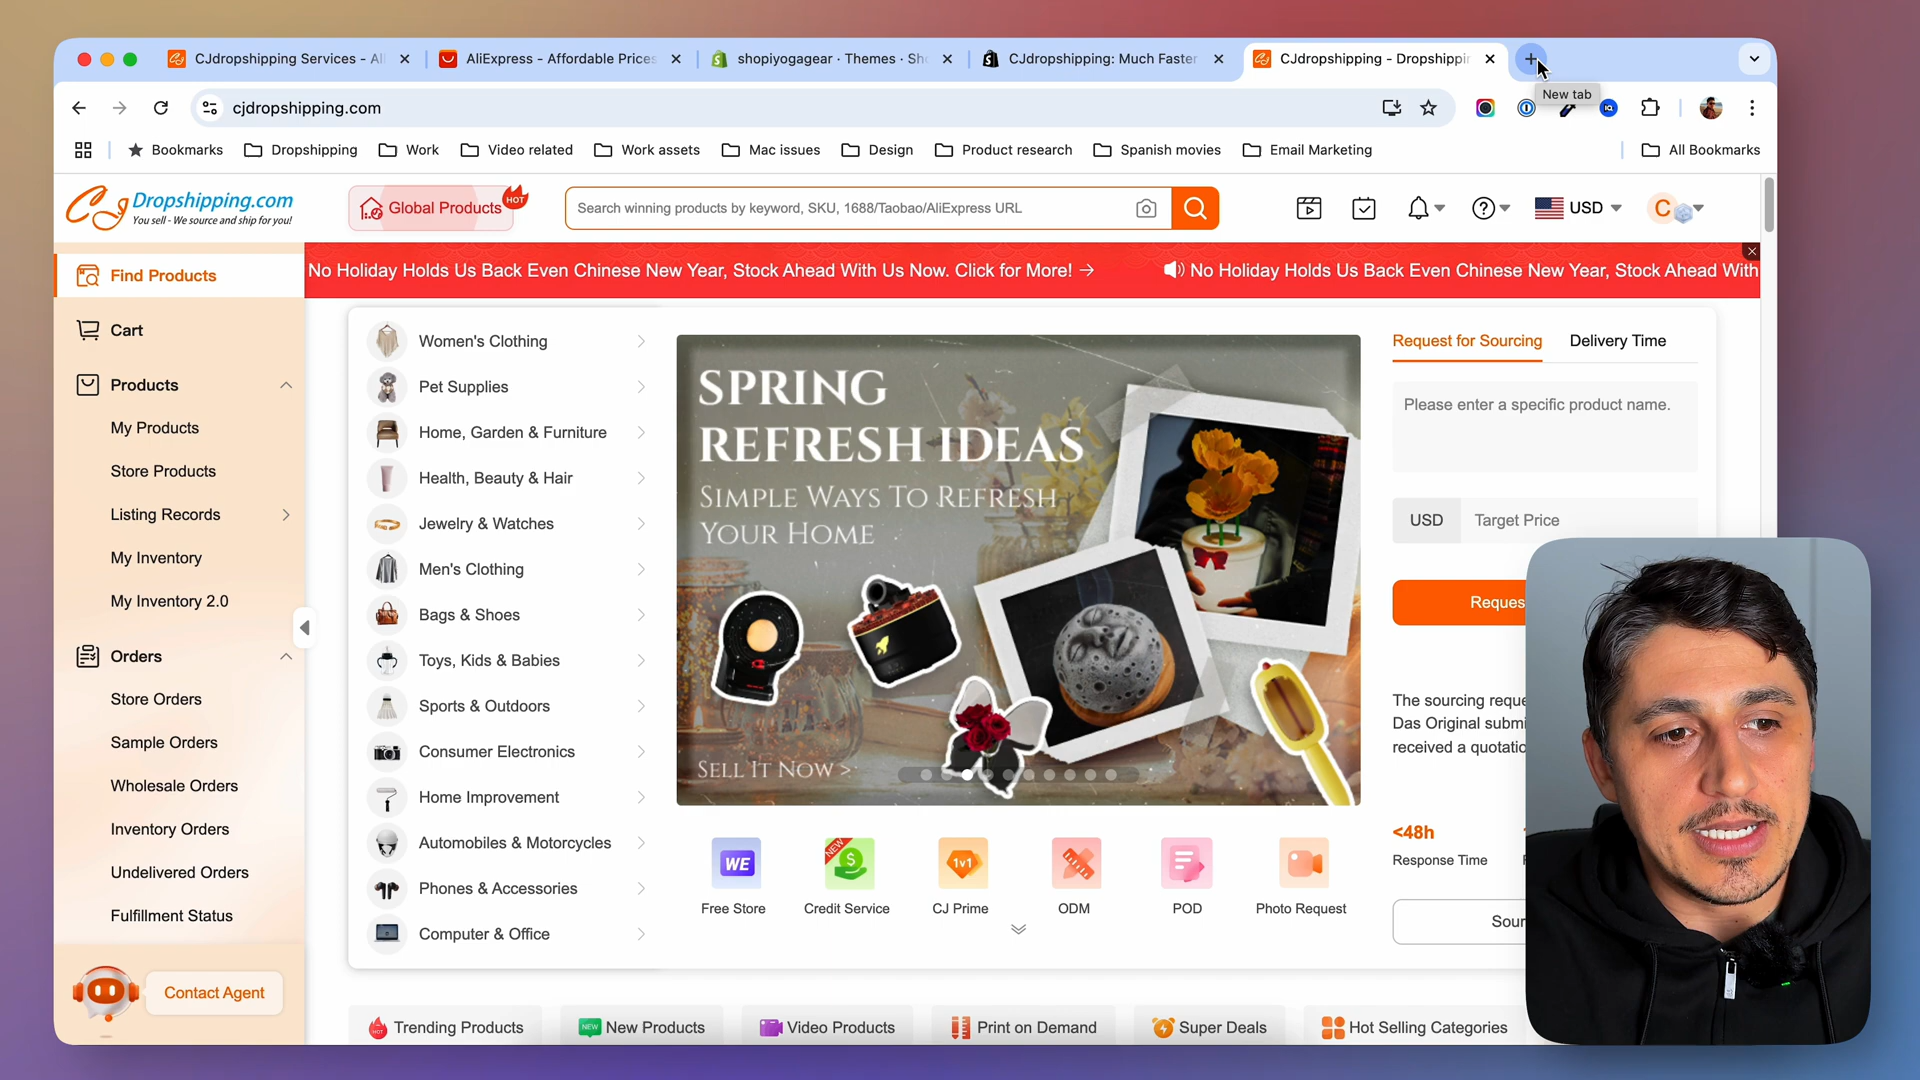 CJdropshipping Services - Al
AliExpress - Affordable Prices
shopiyogagear · Themes · Sh
CJdropshipping: Much Faster
CJdropshipping - Dropshippin
New tab
cjdropshipping.com
Bookmarks
Dropshipping
Work
Video related
Work assets
Mac issues
Design
Product research
Spanish movies
Email Marketing
All Bookmarks
CJ Dropshipping.com
You sell - We source and ship for you!
Global Products
HOT
Search winning products by keyword, SKU, 1688/Taobao/AliExpress URL
USD
C
No Holiday Holds Us Back Even Chinese New Year, Stock Ahead With Us Now. Click for More! →
No Holiday Holds Us Back Even Chinese New Year, Stock Ahead With
Find Products
Cart
Products
My Products
Store Products
Listing Records
My Inventory
My Inventory 2.0
Orders
Store Orders
Sample Orders
Wholesale Orders
Inventory Orders
Undelivered Orders
Fulfillment Status
Contact Agent
Women's Clothing
Pet Supplies
Home, Garden & Furniture
Health, Beauty & Hair
Jewelry & Watches
Men's Clothing
Bags & Shoes
Toys, Kids & Babies
Sports & Outdoors
Consumer Electronics
Home Improvement
Automobiles & Motorcycles
Phones & Accessories
Computer & Office
SPRING
REFRESH IDEAS
SIMPLE WAYS TO REFRESH
YOUR HOME
SELL IT NOW >
WE
Free Store
NEW
Credit Service
1v1
CJ Prime
ODM
POD
Photo Request
Request for Sourcing
Delivery Time
Please enter a specific product name.
USD
Target Price
Reques
The sourcing reque
Das Original submi
received a quotatio
<48h
Response Time
Sour
HOT
Trending Products
NEW
New Products
Video Products
Print on Demand
Super Deals
Hot Selling Categories